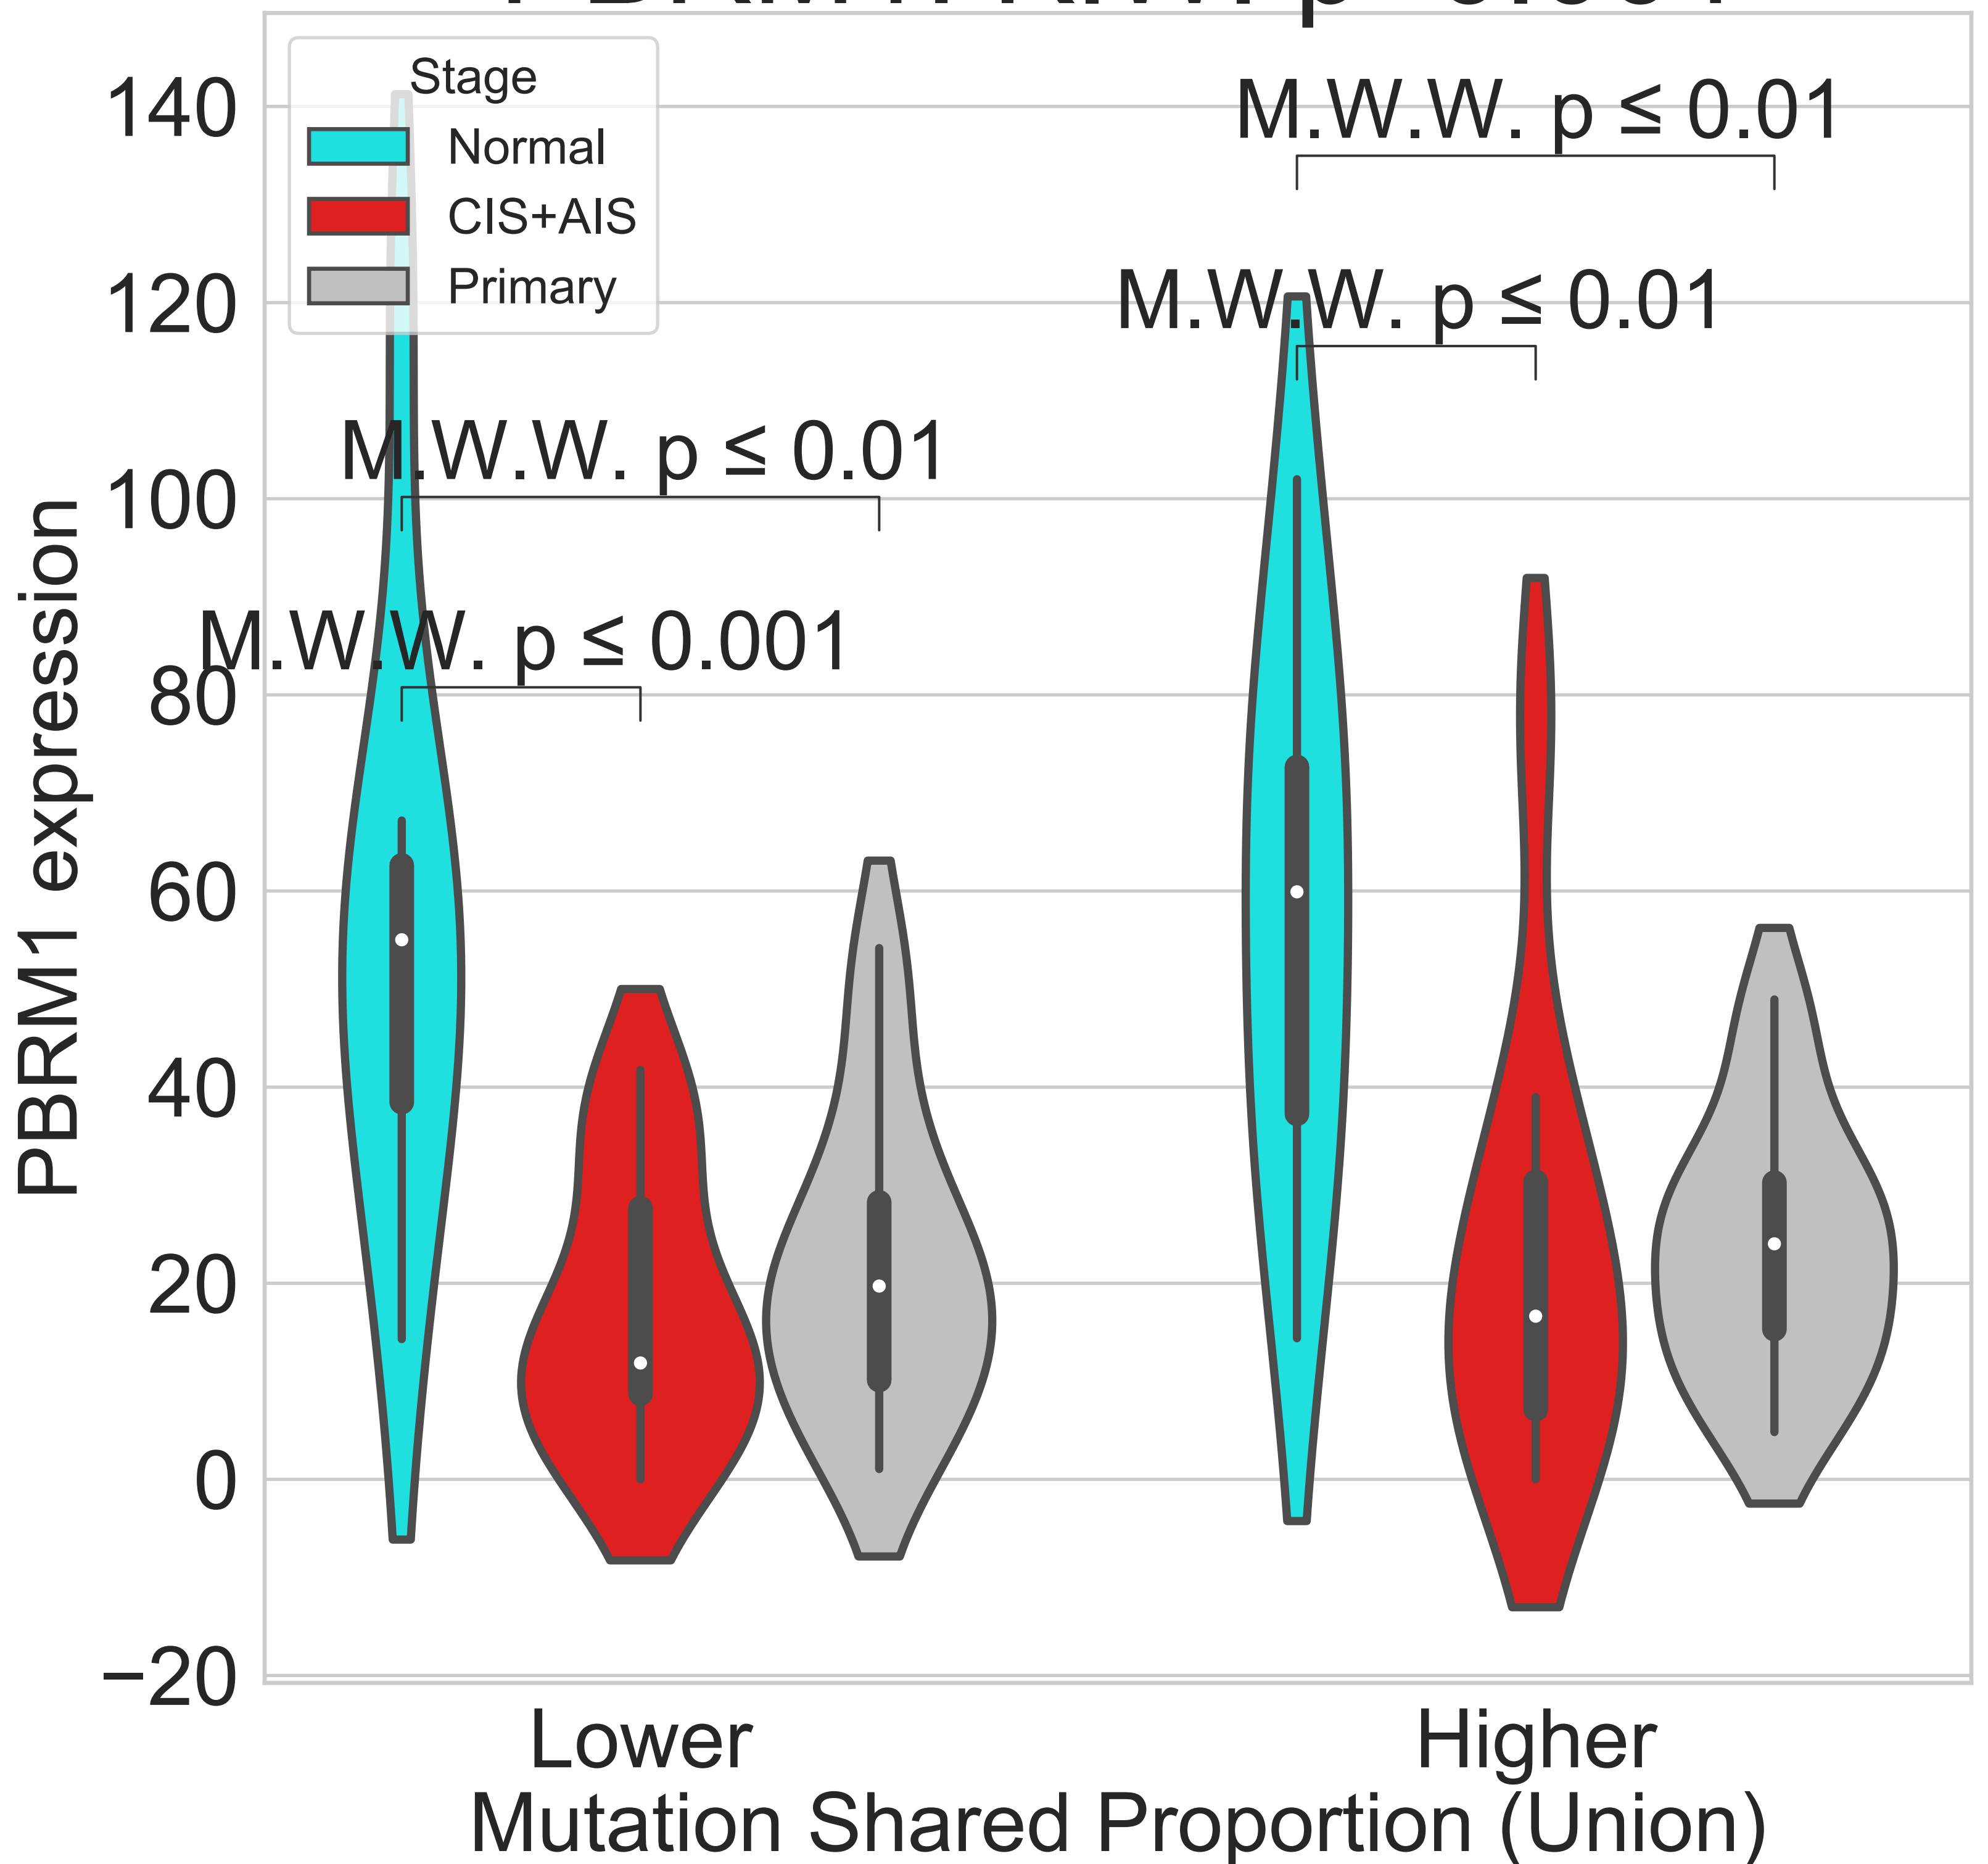 Stage
Normal
CIS+AIS
Primary
M.W.W. p ≤ 0.01
M.W.W. p ≤ 0.01
M.W.W. p ≤ 0.01
M.W.W. p ≤ 0.001
PBRM1 expression
140
120
100
80
60
40
20
0
−20
Lower
Higher
Mutation Shared Proportion (Union)